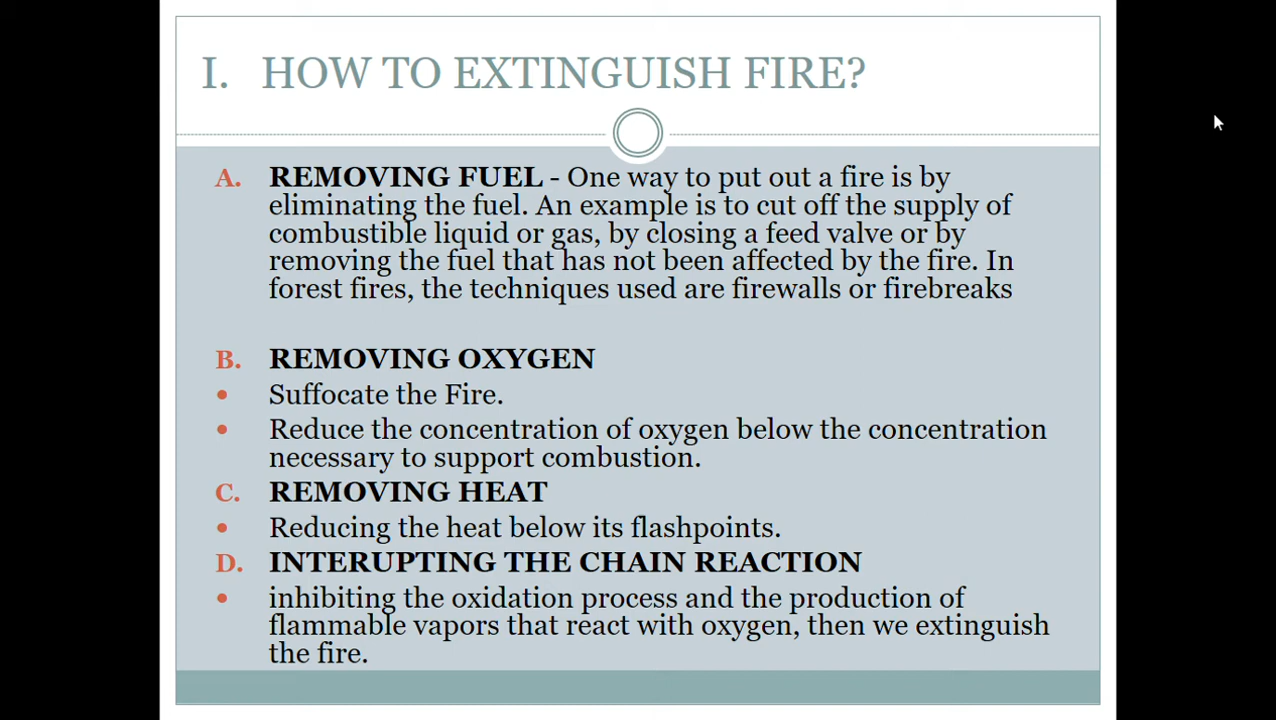 I. HOW TO EXTINGUISH FIRE?
A. REMOVING FUEL - One way to put out a fire is by
eliminating the fuel. An example is to cut off the supply of
combustible liquid or gas, by closing a feed valve or by
removing the fuel that has not been affected by the fire. In
forest fires, the techniques used are firewalls or firebreaks
B. REMOVING OXYGEN
• Suffocate the Fire.
• Reduce the concentration of oxygen below the concentration
necessary to support combustion.
C. REMOVING HEAT
• Reducing the heat below its flashpoints.
D. INTERUPTING THE CHAIN REACTION
• inhibiting the oxidation process and the production of
flammable vapors that react with oxygen, then we extinguish
the fire.